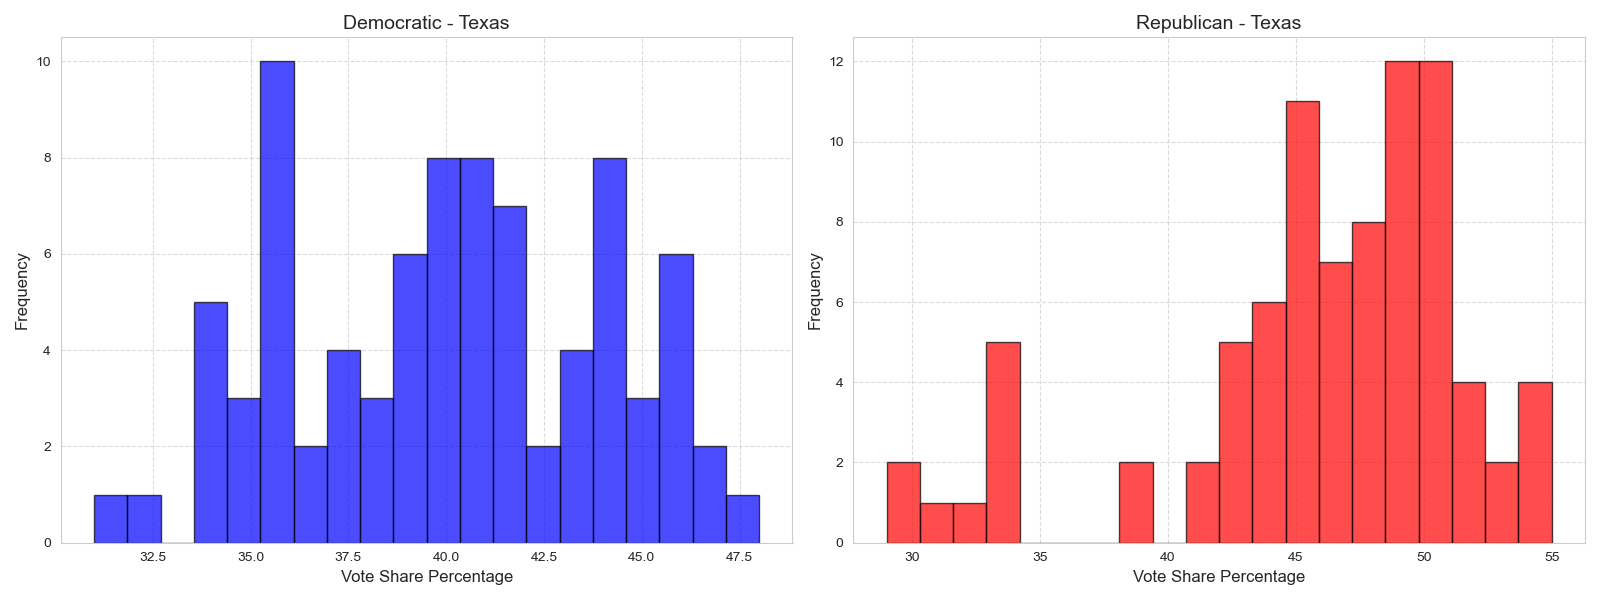 Democratic - Texas
10
8
6
4
2
0
Frequency
32.5 35.0 37.5 40.0 42.5 45.0 47.5
Vote Share Percentage
Republican - Texas
12
10
8
6
4
2
0
Frequency
30 35 40 45 50 55
Vote Share Percentage